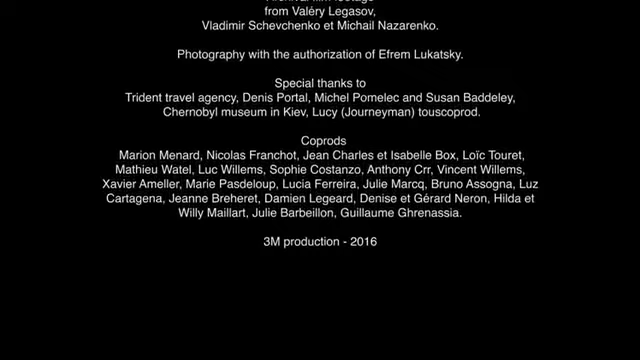 from Valéry Legasov,
Vladimir Schevchenko et Michail Nazarenko.
Photography with the authorization of Efrem Lukatsky.
Special thanks to
Trident travel agency, Denis Portal, Michel Pomelec and Susan Baddeley,
Chernobyl museum in Kiev, Lucy (Journeyman) touscoprod.
Coprods
Marion Menard, Nicolas Franchot, Jean Charles et Isabelle Box, Loïc Touret,
Mathieu Watel, Luc Willems, Sophie Costanzo, Anthony Crr, Vincent Willems,
Xavier Ameller, Marie Pasdeloup, Lucia Ferreira, Julie Marcq, Bruno Assogna, Luz
Cartagena, Jeanne Breheret, Damien Legeard, Denise et Gérard Neron, Hilda et
Willy Maillart, Julie Barbeillon, Guillaume Ghrenassia.
3M production - 2016